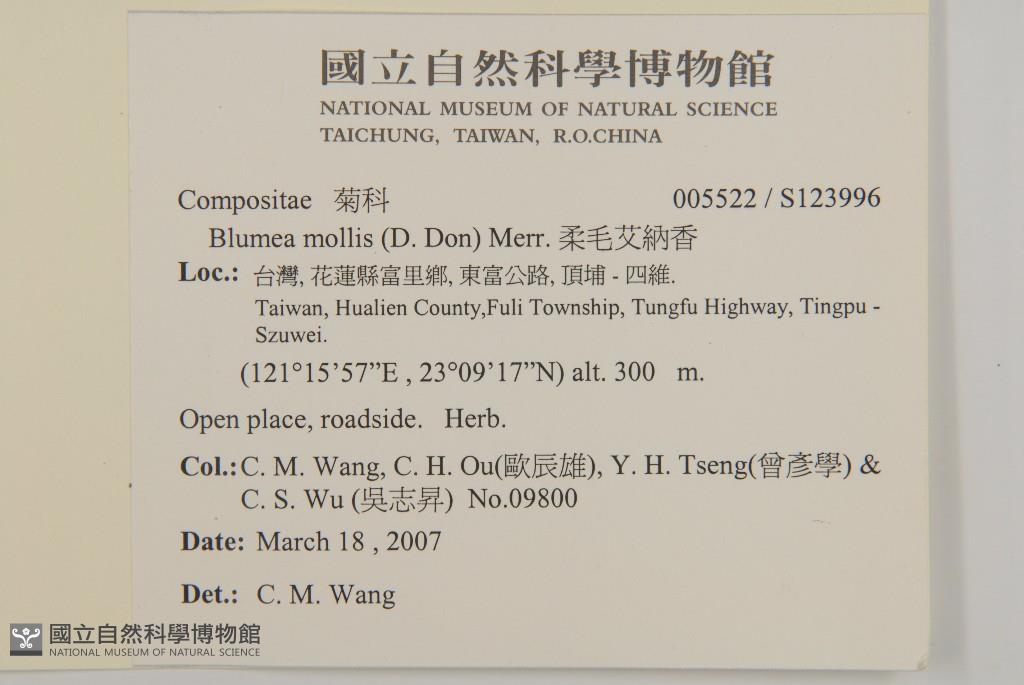 國立自然科學博物館
NATIONAL MUSEUM OF NATURAL SCIENCE
TAICHUNG, TAIWAN, R.O.CHINA
Compositae 菊科 005522 / S123996
Blumea mollis (D. Don) Merr. 柔毛艾納香
Loc.: 台灣, 花蓮縣富里鄉, 東富公路, 頂埔 - 四維.
Taiwan, Hualien County,Fuli Township, Tungfu Highway, Tingpu -
Szuwei.
(121°15’57”E , 23°09’17”N) alt. 300 m.
Open place, roadside. Herb.
Col.: C. M. Wang, C. H. Ou(歐辰雄), Y. H. Tseng(曾彥學) &
C. S. Wu (吳志昇) No.09800
Date: March 18 , 2007
Det.: C. M. Wang
國立自然科學博物館
NATIONAL MUSEUM OF NATURAL SCIENCE